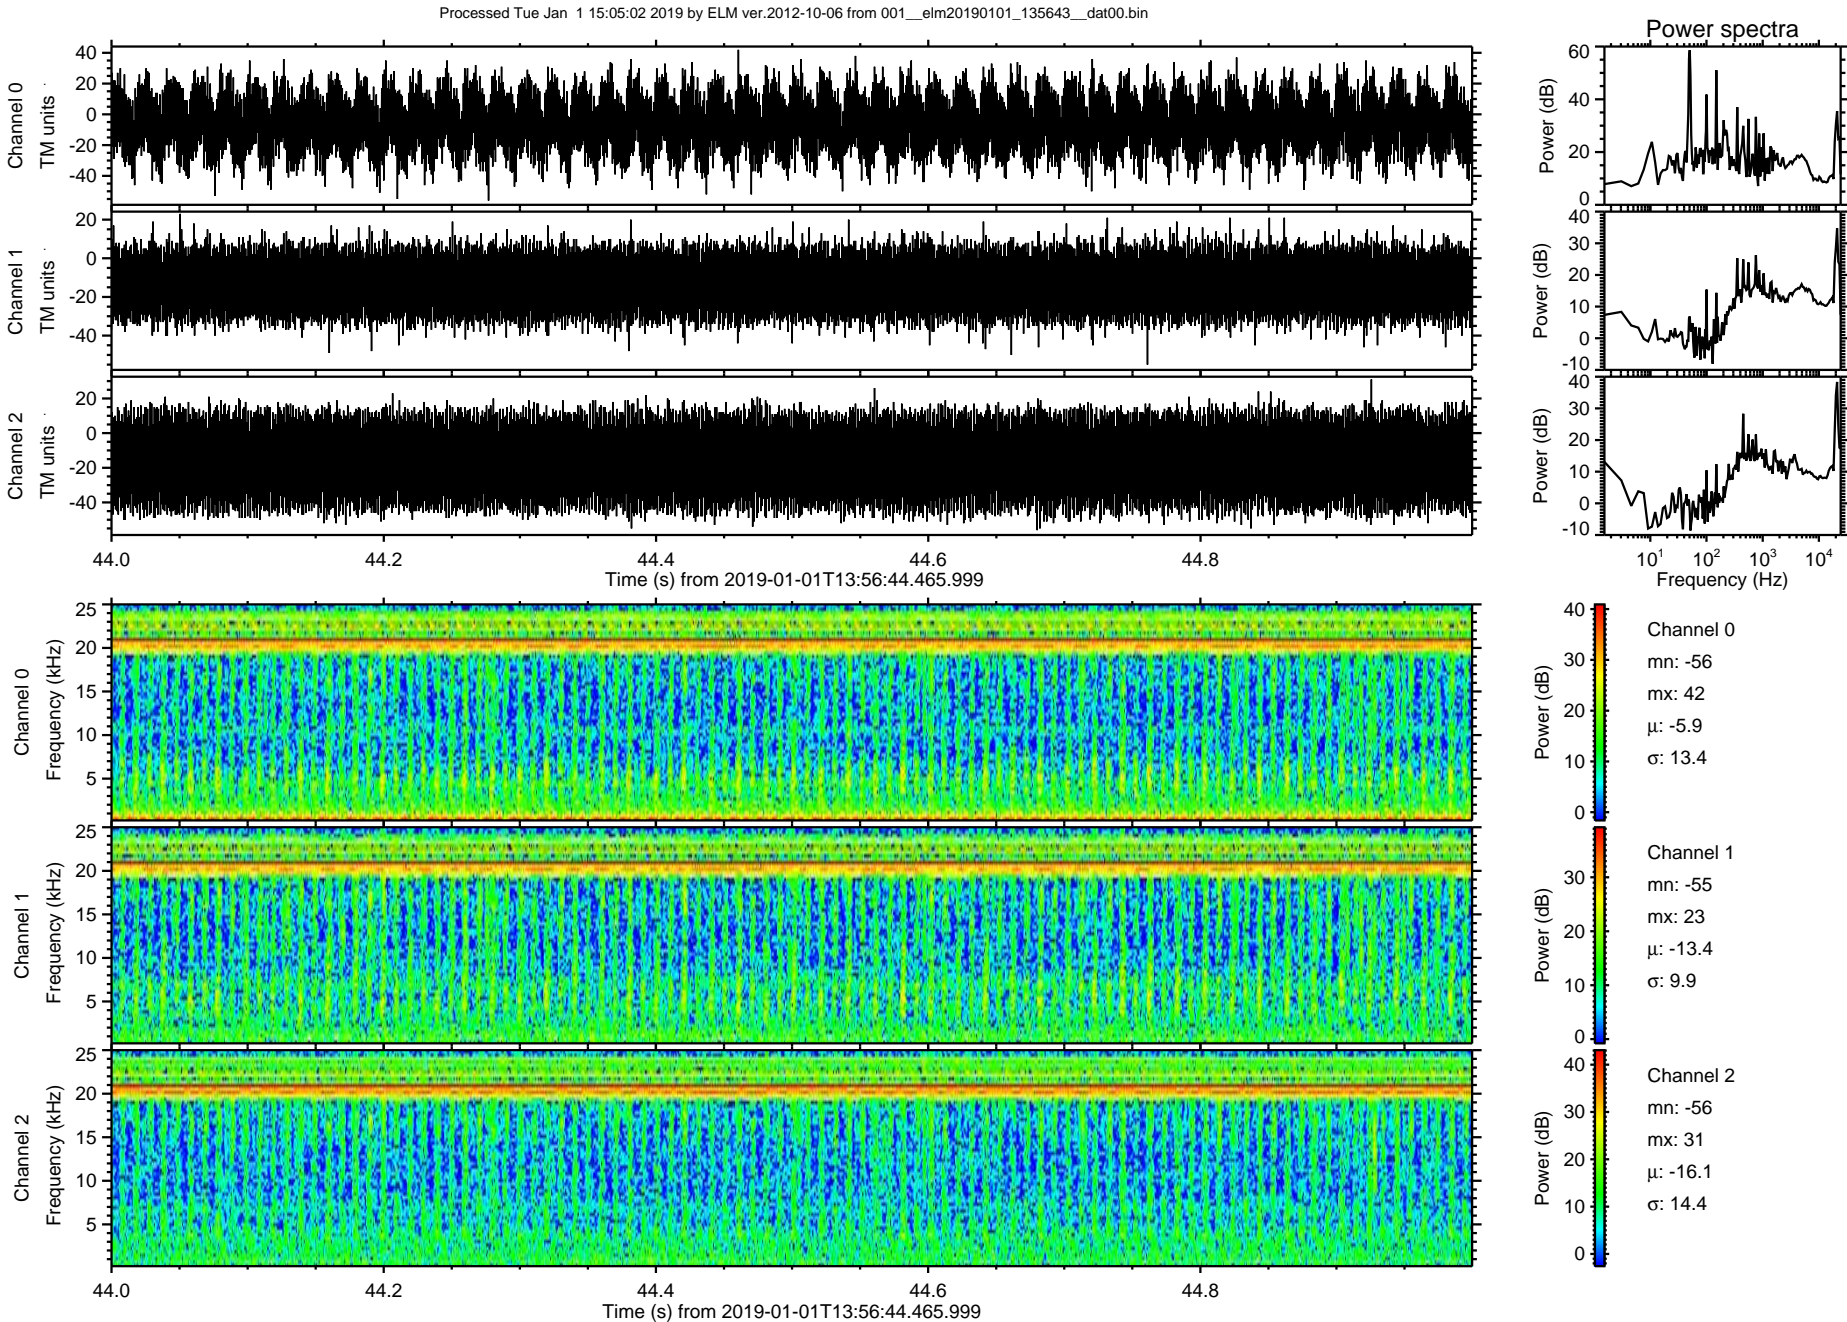 Processed Tue Jan  1 15:05:02 2019 by ELM ver.2012-10-06 from 001__elm20190101_135643__dat00.bin
Power spectra
Channel 0
TM units
40
20
0
-20
-40
Power (dB)
60
40
20
0
Channel 1
TM units
20
0
-20
-40
Power (dB)
40
30
20
10
0
-10
Channel 2
TM units
20
0
-20
-40
Power (dB)
40
30
20
10
0
-10
44.0 44.2 44.4 44.6 44.8
Time (s) from 2019-01-01T13:56:44.465.999
10¹ 10² 10³ 10⁴
Frequency (Hz)
Channel 0
Frequency (kHz)
25
20
15
10
5
Power (dB)
40
30
20
10
0
Channel 0
mn: -56
mx: 42
μ: -5.9
σ: 13.4
Channel 1
Frequency (kHz)
25
20
15
10
5
Power (dB)
30
20
10
0
Channel 1
mn: -55
mx: 23
μ: -13.4
σ: 9.9
Channel 2
Frequency (kHz)
25
20
15
10
5
Power (dB)
40
30
20
10
0
Channel 2
mn: -56
mx: 31
μ: -16.1
σ: 14.4
44.0 44.2 44.4 44.6 44.8
Time (s) from 2019-01-01T13:56:44.465.999